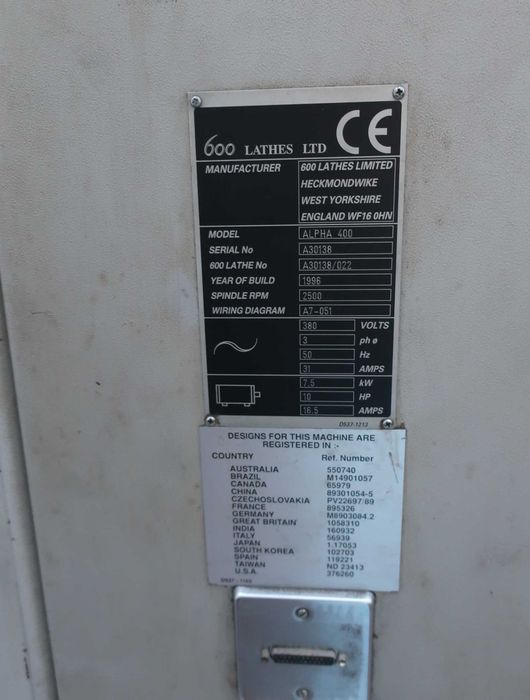 600 LATHES LTD CE
MANUFACTURER 600 LATHES LIMITED
HECKMONDWIKE
WEST YORKSHIRE
ENGLAND WF16 0HN
MODEL ALPHA 400
SERIAL No A30138
600 LATHE No A30138/022
YEAR OF BUILD 1996
SPINDLE RPM 2500
WIRING DIAGRAM A7-051
380 VOLTS
3 ph ø
50 Hz
31 AMPS
7,5 kW
10 HP
16,5 AMPS
D537-1213
DESIGNS FOR THIS MACHINE ARE
REGISTERED IN :-
COUNTRY Ref. Number
AUSTRALIA 550740
BRAZIL M14901057
CANADA 65979
CHINA 89301054-5
CZECHOSLOVAKIA PV22697/89
FRANCE 895326
GERMANY M8903084.2
GREAT BRITAIN 1058310
INDIA 160932
ITALY 56939
JAPAN 1.17053
SOUTH KOREA 102703
SPAIN 119221
TAIWAN ND 23413
U.S.A. 376260